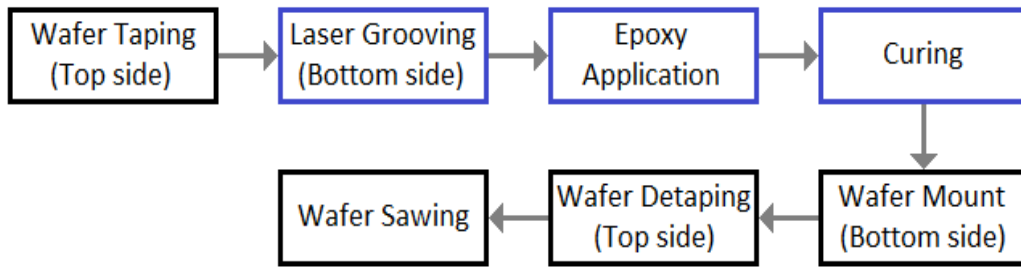 Wafer Taping
(Top side)
Laser Grooving
(Bottom side)
Epoxy
Application
Curing
Wafer Mount
(Bottom side)
Wafer Detaping
(Top side)
Wafer Sawing